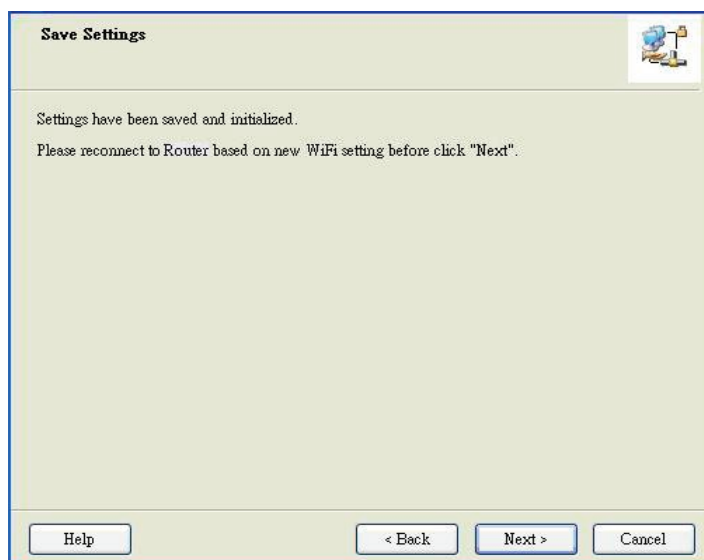 Save Settings
Settings have been saved and initialized.
Please reconnect to Router based on new WiFi setting before click "Next".
Help
< Back
Next >
Cancel